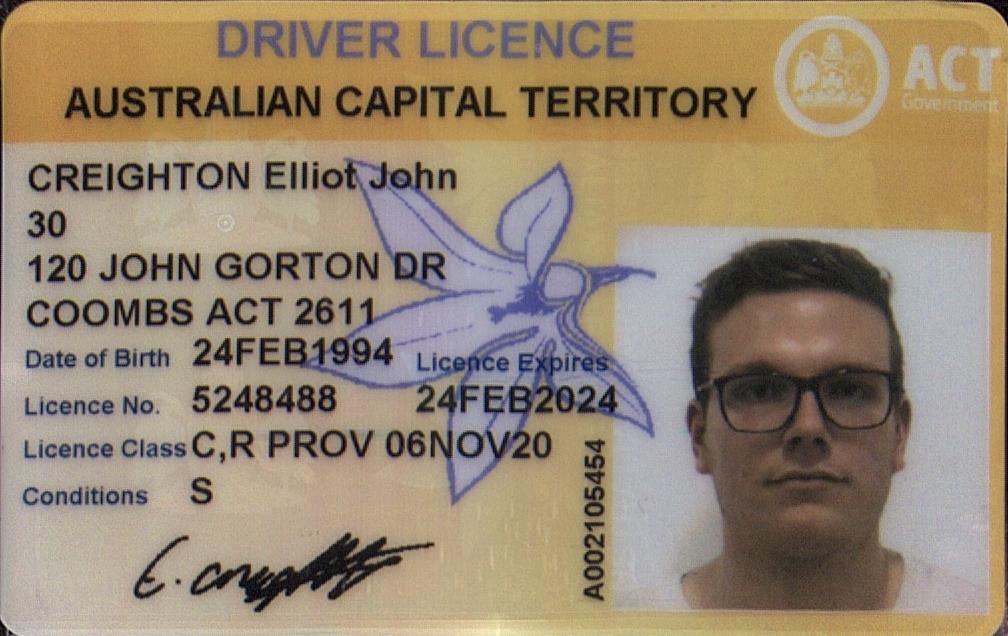 DRIVER LICENCE
AUSTRALIAN CAPITAL TERRITORY
ACT
Government
CREIGHTON Elliot John
30
120 JOHN GORTON DR
COOMBS ACT 2611
Date of Birth 24FEB1994 Licence Expires
Licence No. 5248488 24FEB2024
Licence Class C,R PROV 06NOV20
Conditions S
A002105454